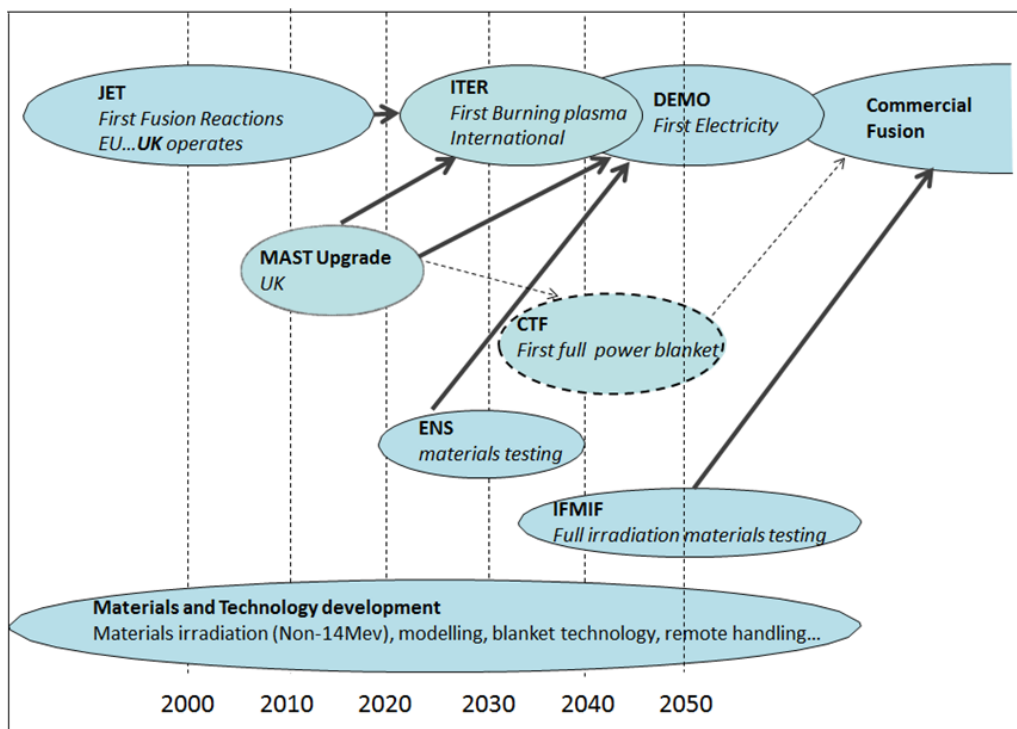 JET
First Fusion Reactions
EU...UK operates
ITER
First Burning plasma
International
DEMO
First Electricity
Commercial
Fusion
MAST Upgrade
UK
CTF
First full power blanket
ENS
materials testing
IFMIF
Full irradiation materials testing
Materials and Technology development
Materials irradiation (Non-14Mev), modelling, blanket technology, remote handling...
2000 2010 2020 2030 2040 2050